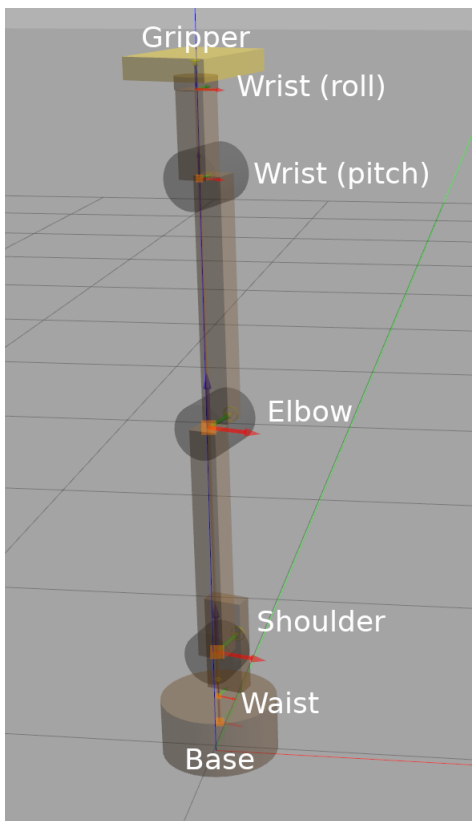 Gripper
Wrist (roll)
Wrist (pitch)
Elbow
Shoulder
Waist
Base